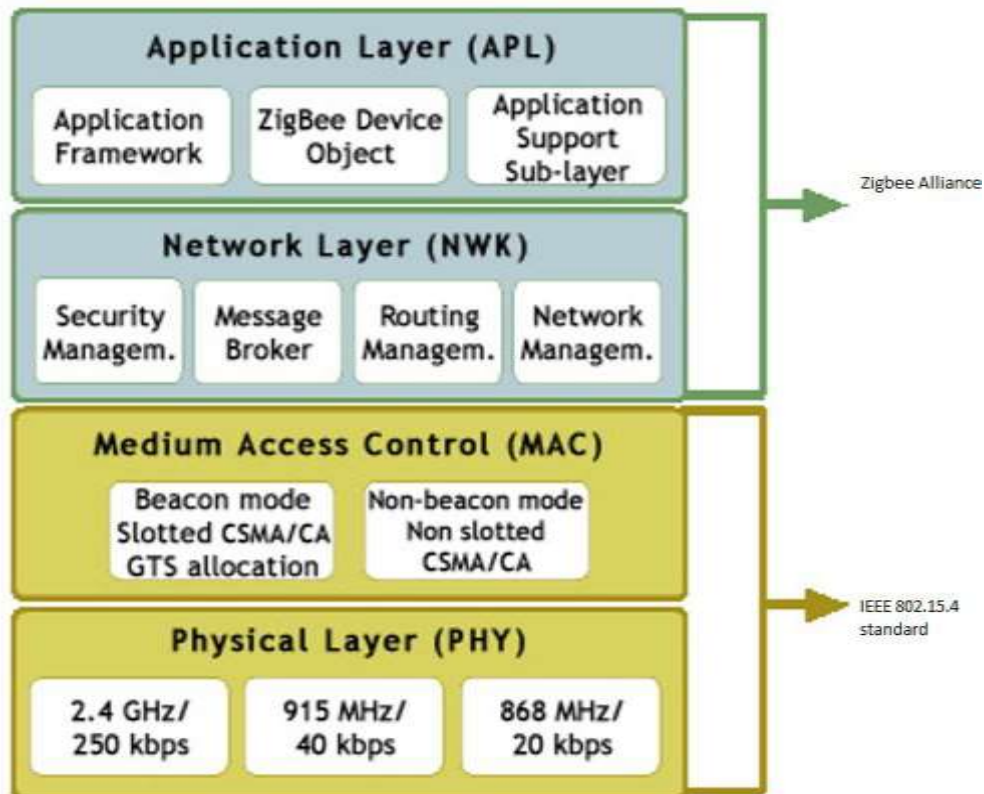 Application Layer (APL)
Application
Framework
ZigBee Device
Object
Application
Support
Sub-layer
Zigbee Alliance
Network Layer (NWK)
Security
Managem.
Message
Broker
Routing
Managem.
Network
Managem.
Medium Access Control (MAC)
Beacon mode
Slotted CSMA/CA
GTS allocation
Non-beacon mode
Non slotted
CSMA/CA
IEEE 802.15.4
standard
Physical Layer (PHY)
2.4 GHz/
250 kbps
915 MHz/
40 kbps
868 MHz/
20 kbps